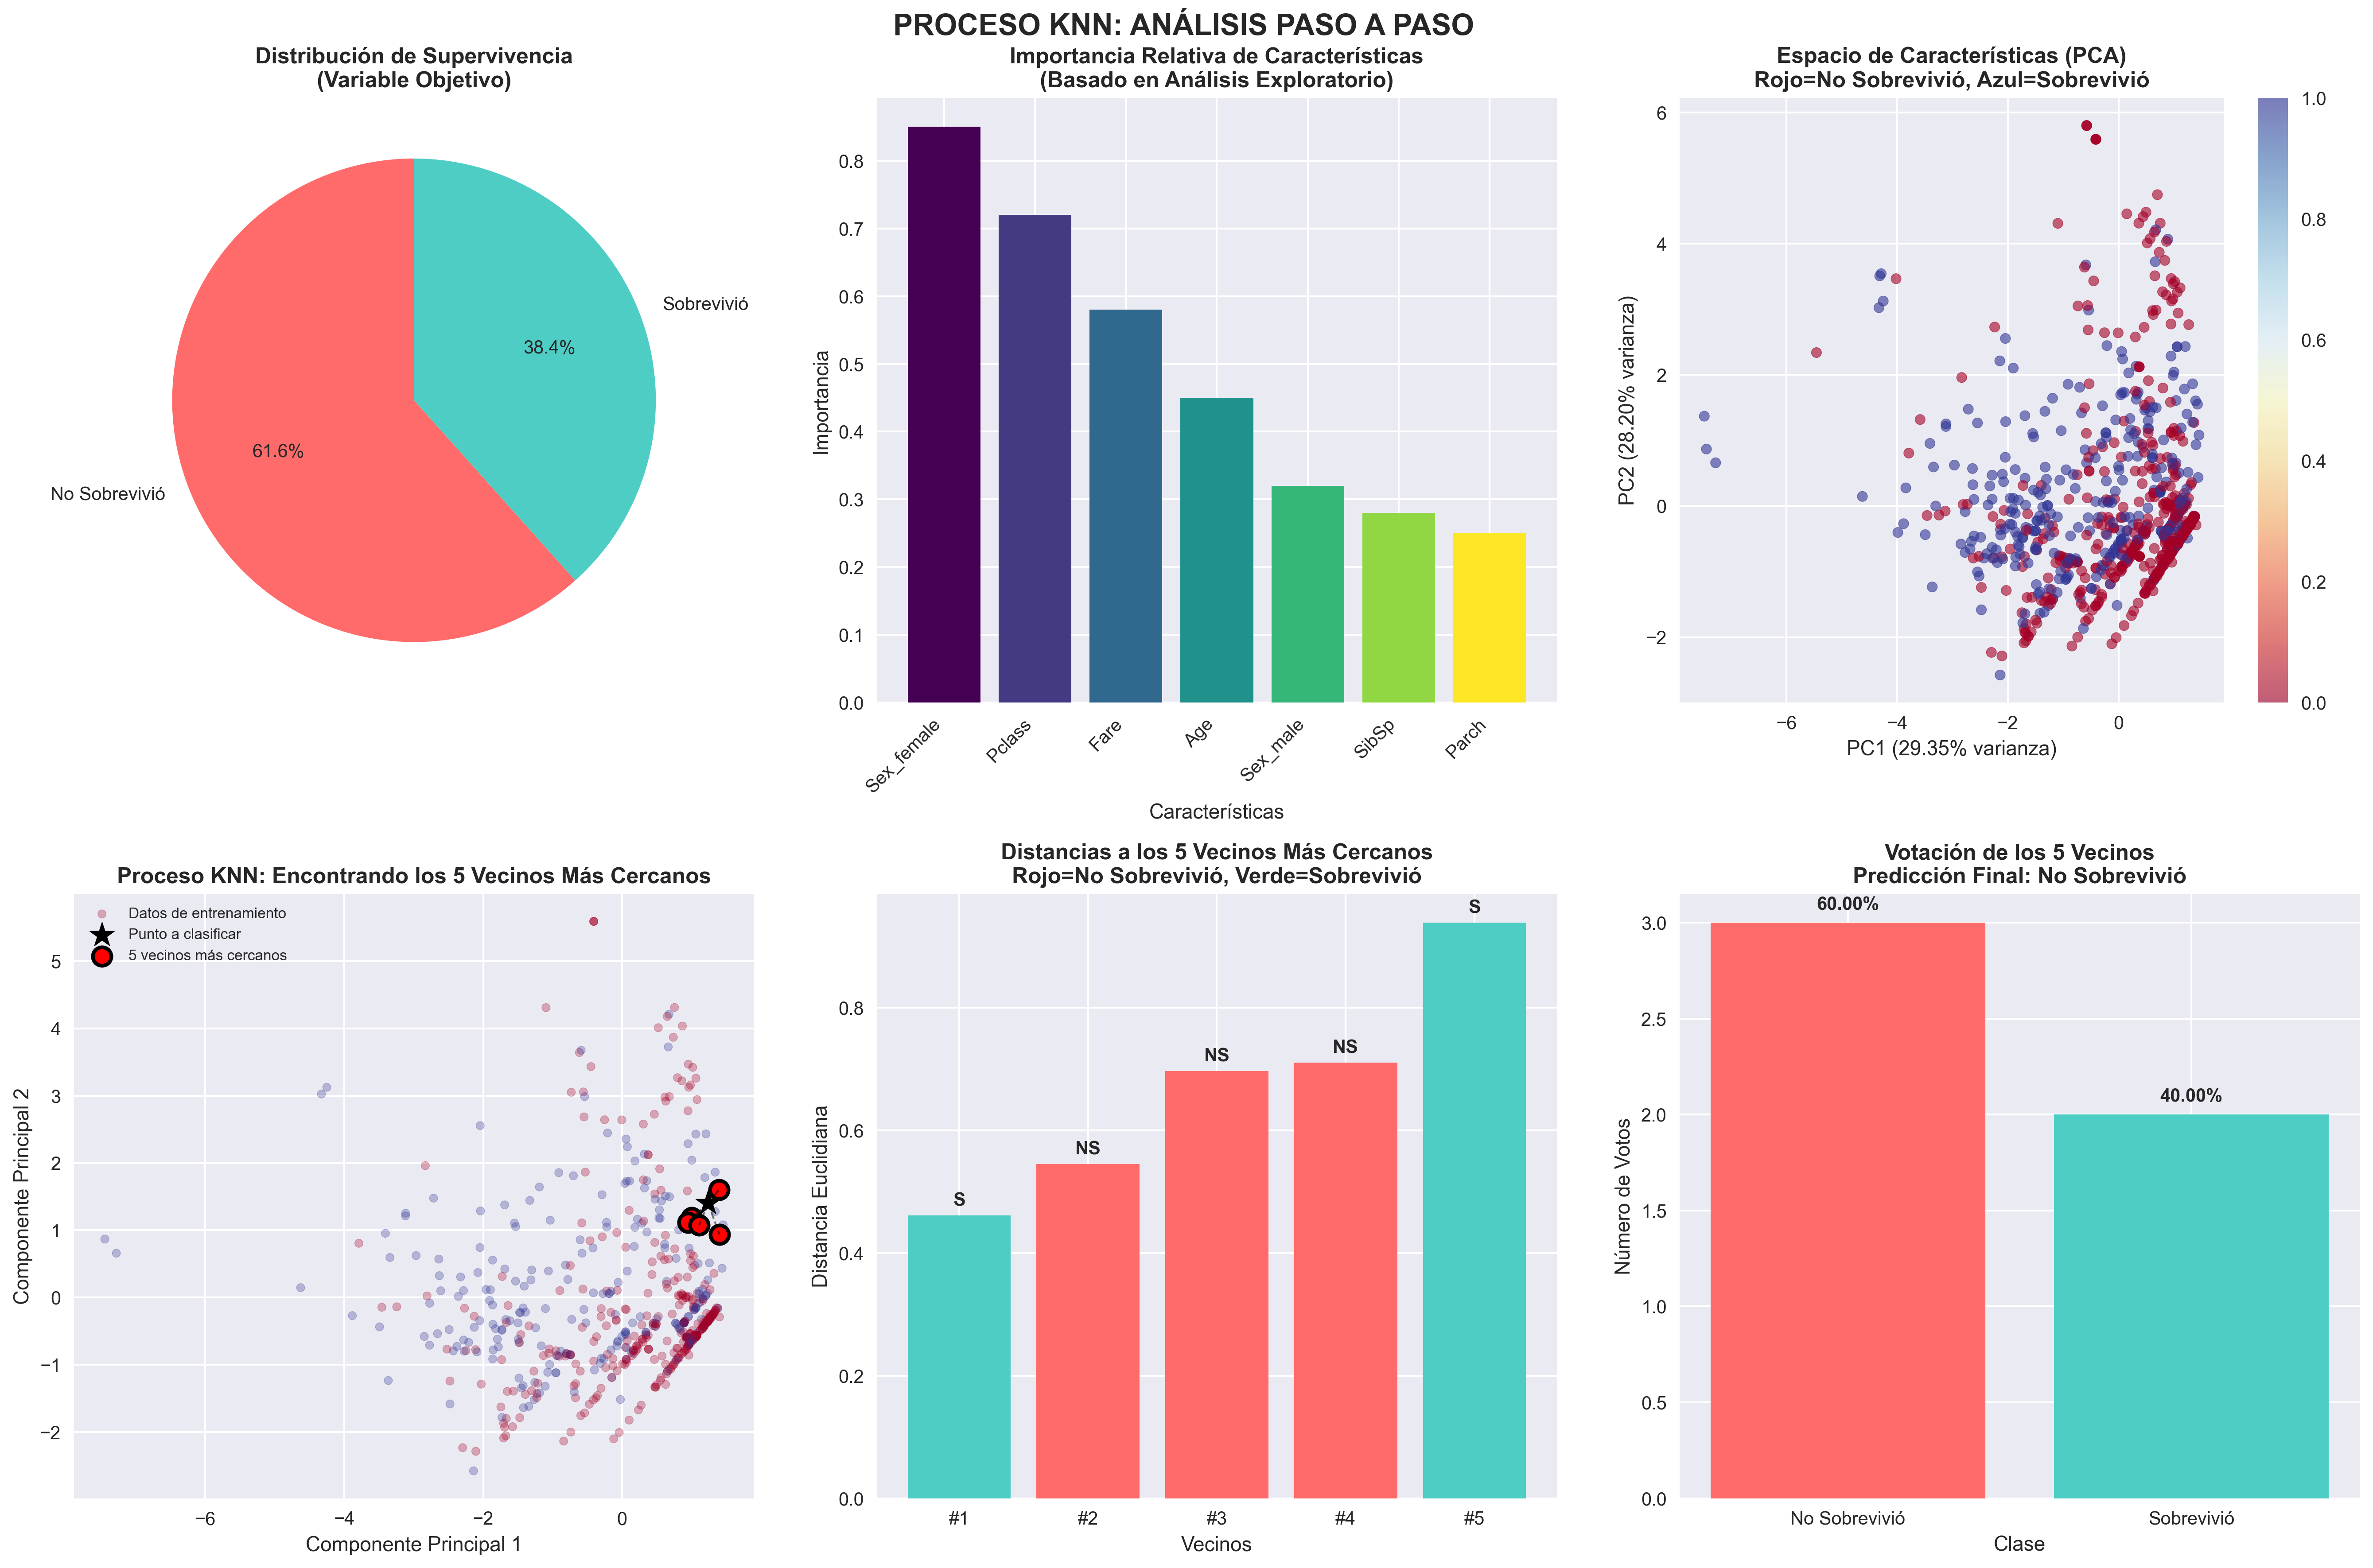 PROCESO KNN: ANÁLISIS PASO A PASO
Distribución de Supervivencia
(Variable Objetivo)
Sobrevivió
38.4%
61.6%
No Sobrevivió
Importancia Relativa de Características
(Basado en Análisis Exploratorio)
Importancia
0.8
0.7
0.6
0.5
0.4
0.3
0.2
0.1
0.0
Sex_female
Pclass
Fare
Age
Sex_male
SibSp
Parch
Características
Espacio de Características (PCA)
Rojo=No Sobrevivió, Azul=Sobrevivió
PC2 (28.20% varianza)
6
4
2
0
−2
−6
−4
−2
0
PC1 (29.35% varianza)
1.0
0.8
0.6
0.4
0.2
0.0
Proceso KNN: Encontrando los 5 Vecinos Más Cercanos
Datos de entrenamiento
Punto a clasificar
5 vecinos más cercanos
Componente Principal 2
5
4
3
2
1
0
−1
−2
−6
−4
−2
0
Componente Principal 1
Distancias a los 5 Vecinos Más Cercanos
Rojo=No Sobrevivió, Verde=Sobrevivió
Distancia Euclidiana
0.8
0.6
0.4
0.2
0.0
S
NS
NS
NS
S
#1
#2
#3
#4
#5
Vecinos
Votación de los 5 Vecinos
Predicción Final: No Sobrevivió
Número de Votos
3.0
2.5
2.0
1.5
1.0
0.5
0.0
60.00%
40.00%
No Sobrevivió
Sobrevivió
Clase